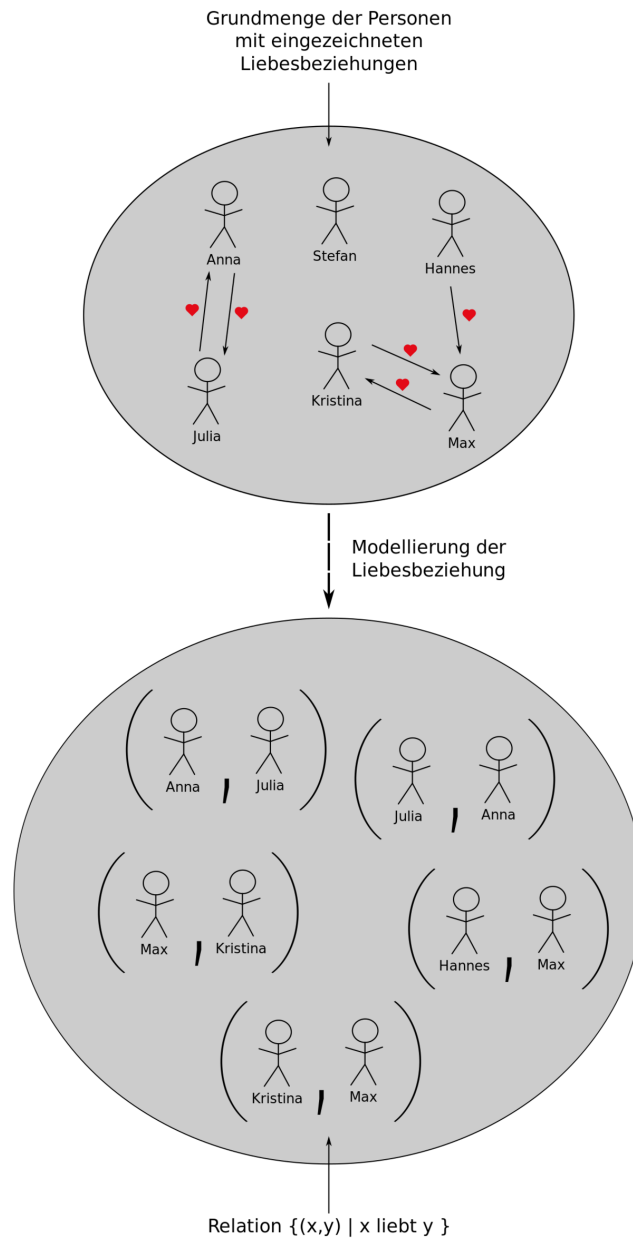 Grundmenge der Personen
mit eingezeichneten
Liebesbeziehungen
Anna
Stefan
Hannes
Julia
Kristina
Max
Modellierung der
Liebesbeziehung
( Anna , Julia )
( Julia , Anna )
( Max , Kristina )
( Hannes , Max )
( Kristina , Max )
Relation {(x,y) | x liebt y }